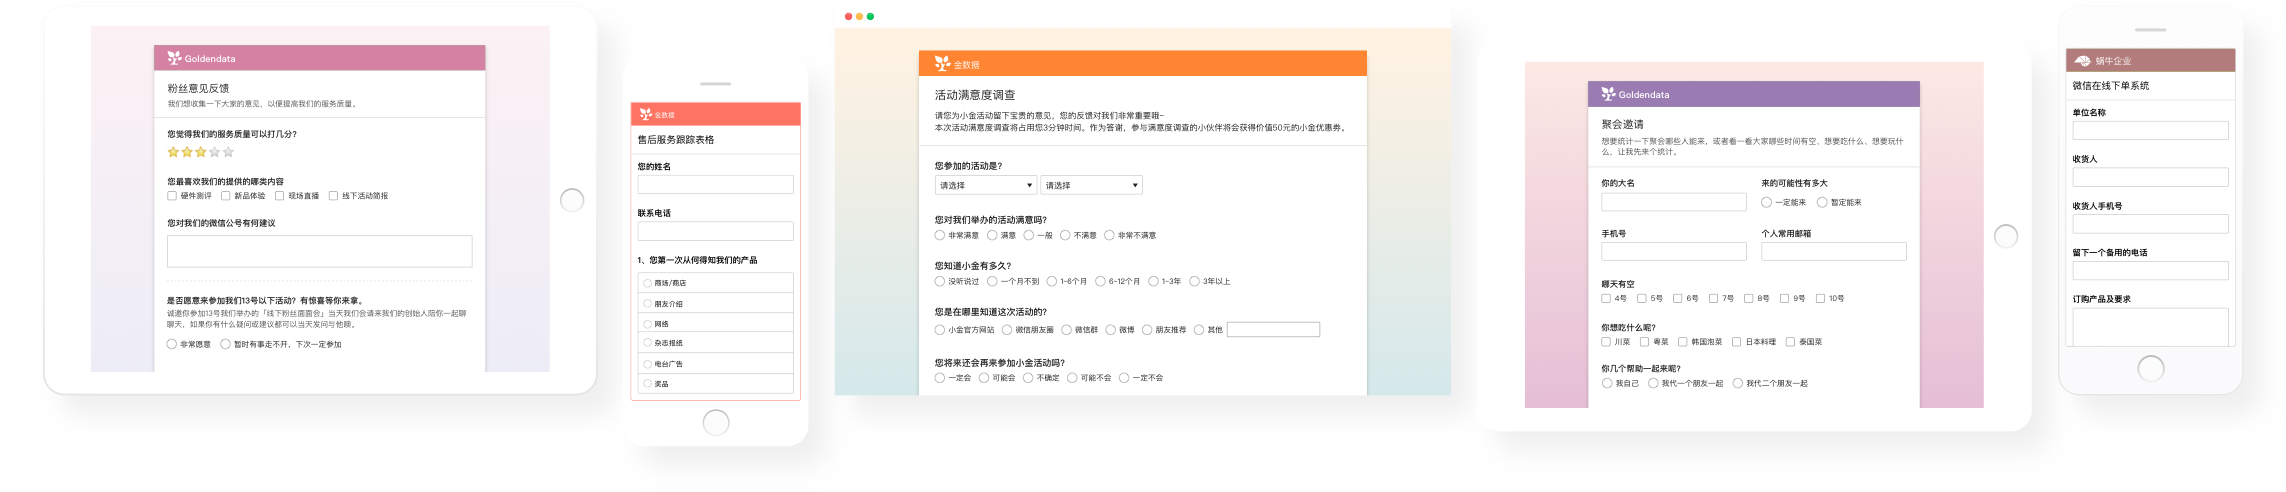 Goldendata
粉丝意见反馈
我们想收集一下大家的意见，以便提高我们的服务质量。
您觉得我们的服务质量可以打几分?
您最喜欢我们的提供的哪类内容
硬件测评 新品体验 现场直播 线下活动简报
您对我们的微信公号有何建议
是否愿意来参加我们13号以下活动？有惊喜等你来拿。
诚邀你参加13号我们举办的「线下粉丝面面会」当天我们会请来我们的创始人陪你一起聊
聊天，如果你有什么疑问或建议都可以当天发问与他哦。
非常愿意 暂时有事走不开，下次一定参加
金数据
售后服务跟踪表格
您的姓名
联系电话
1、您第一次从何得知我们的产品
商场/商店
朋友介绍
网络
杂志报纸
电台广告
奖品
金数据
活动满意度调查
请您为小金活动留下宝贵的意见，您的反馈对我们非常重要哦~
本次活动满意度调查将占用您3分钟时间。作为答谢，参与满意度调查的小伙伴将会获得价值50元的小金优惠券。
您参加的活动是?
请选择 请选择
您对我们举办的活动满意吗?
非常满意 满意 一般 不满意 非常不满意
您知道小金有多久?
没听说过 一个月不到 1-6个月 6-12个月 1-3年 3年以上
您是在哪里知道这次活动的?
小金官方网站 微信朋友圈 微信群 微博 朋友推荐 其他
您将来还会再来参加小金活动吗?
一定会 可能会 不确定 可能不会 一定不会
Goldendata
聚会邀请
想要统计一下聚会哪些人能来，或者看一看大家哪些时间有空、想要吃什么、想要玩什
么，让我先来个统计。
你的大名 来的可能性有多大
一定能来 暂定能来
手机号 个人常用邮箱
哪天有空
4号 5号 6号 7号 8号 9号 10号
你想吃什么呢?
川菜 粤菜 韩国泡菜 日本料理 泰国菜
你几个帮助一起来呢?
我自己 我代一个朋友一起 我代二个朋友一起
蜗牛企业
微信在线下单系统
单位名称
收货人
收货人手机号
留下一个备用的电话
订购产品及要求